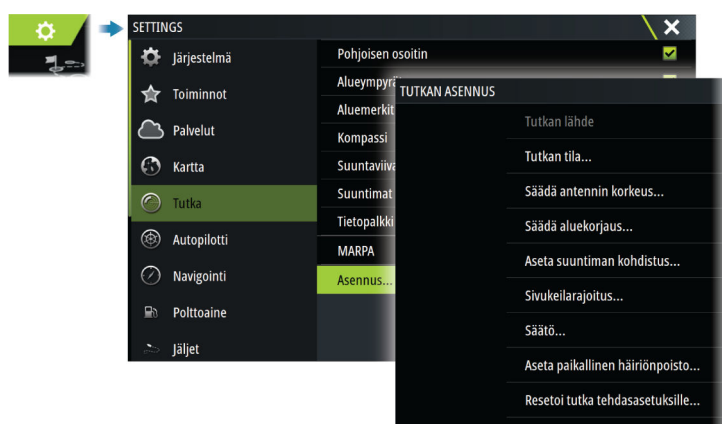 SETTINGS
Järjestelmä
Toiminnot
Palvelut
Kartta
Tutka
Autopilotti
Navigointi
Polttoaine
Jäljet
Pohjoisen osoitin
Aluemerkit
Kompassi
Suuntimat
Tietopalkki
MARPA
Asennus...
TUTKAN ASENNUS
Tutkan lähde
Tutkan tila...
Säädä antennin korkeus...
Säädä aluekorjaus...
Aseta suuntiman kohdistus...
Sivukeilarajoitus...
Säätö...
Aseta paikallinen häiriönpoisto...
Resetoi tutka tehdasasetuksille...